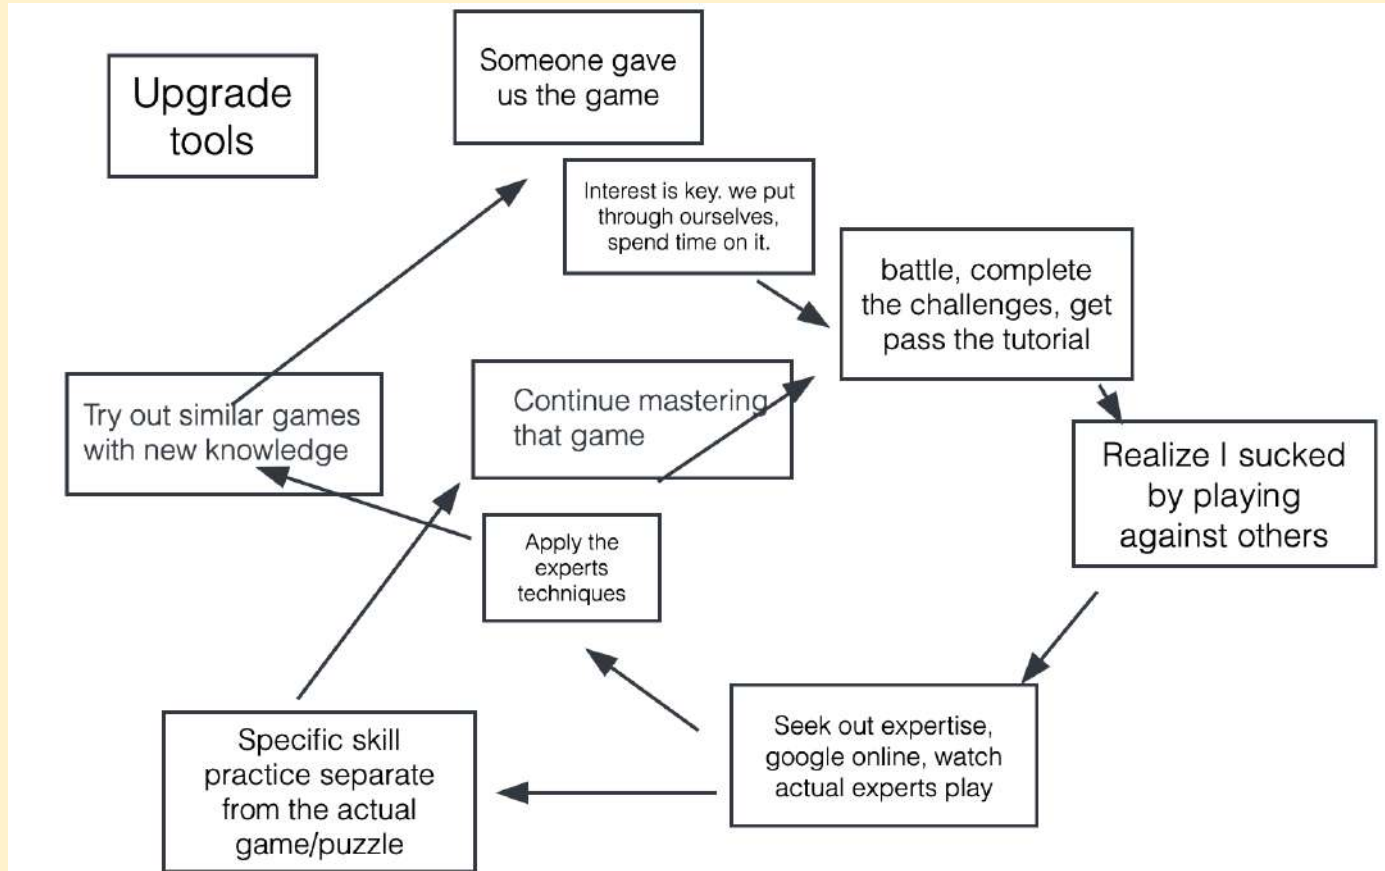 Upgrade
tools
Someone gave
us the game
Interest is key. we put
through ourselves,
spend time on it.
battle, complete
the challenges, get
pass the tutorial
Try out similar games
with new knowledge
Continue mastering
that game
Realize I sucked
by playing
against others
Apply the
experts
techniques
Specific skill
practice separate
from the actual
game/puzzle
Seek out expertise,
google online, watch
actual experts play